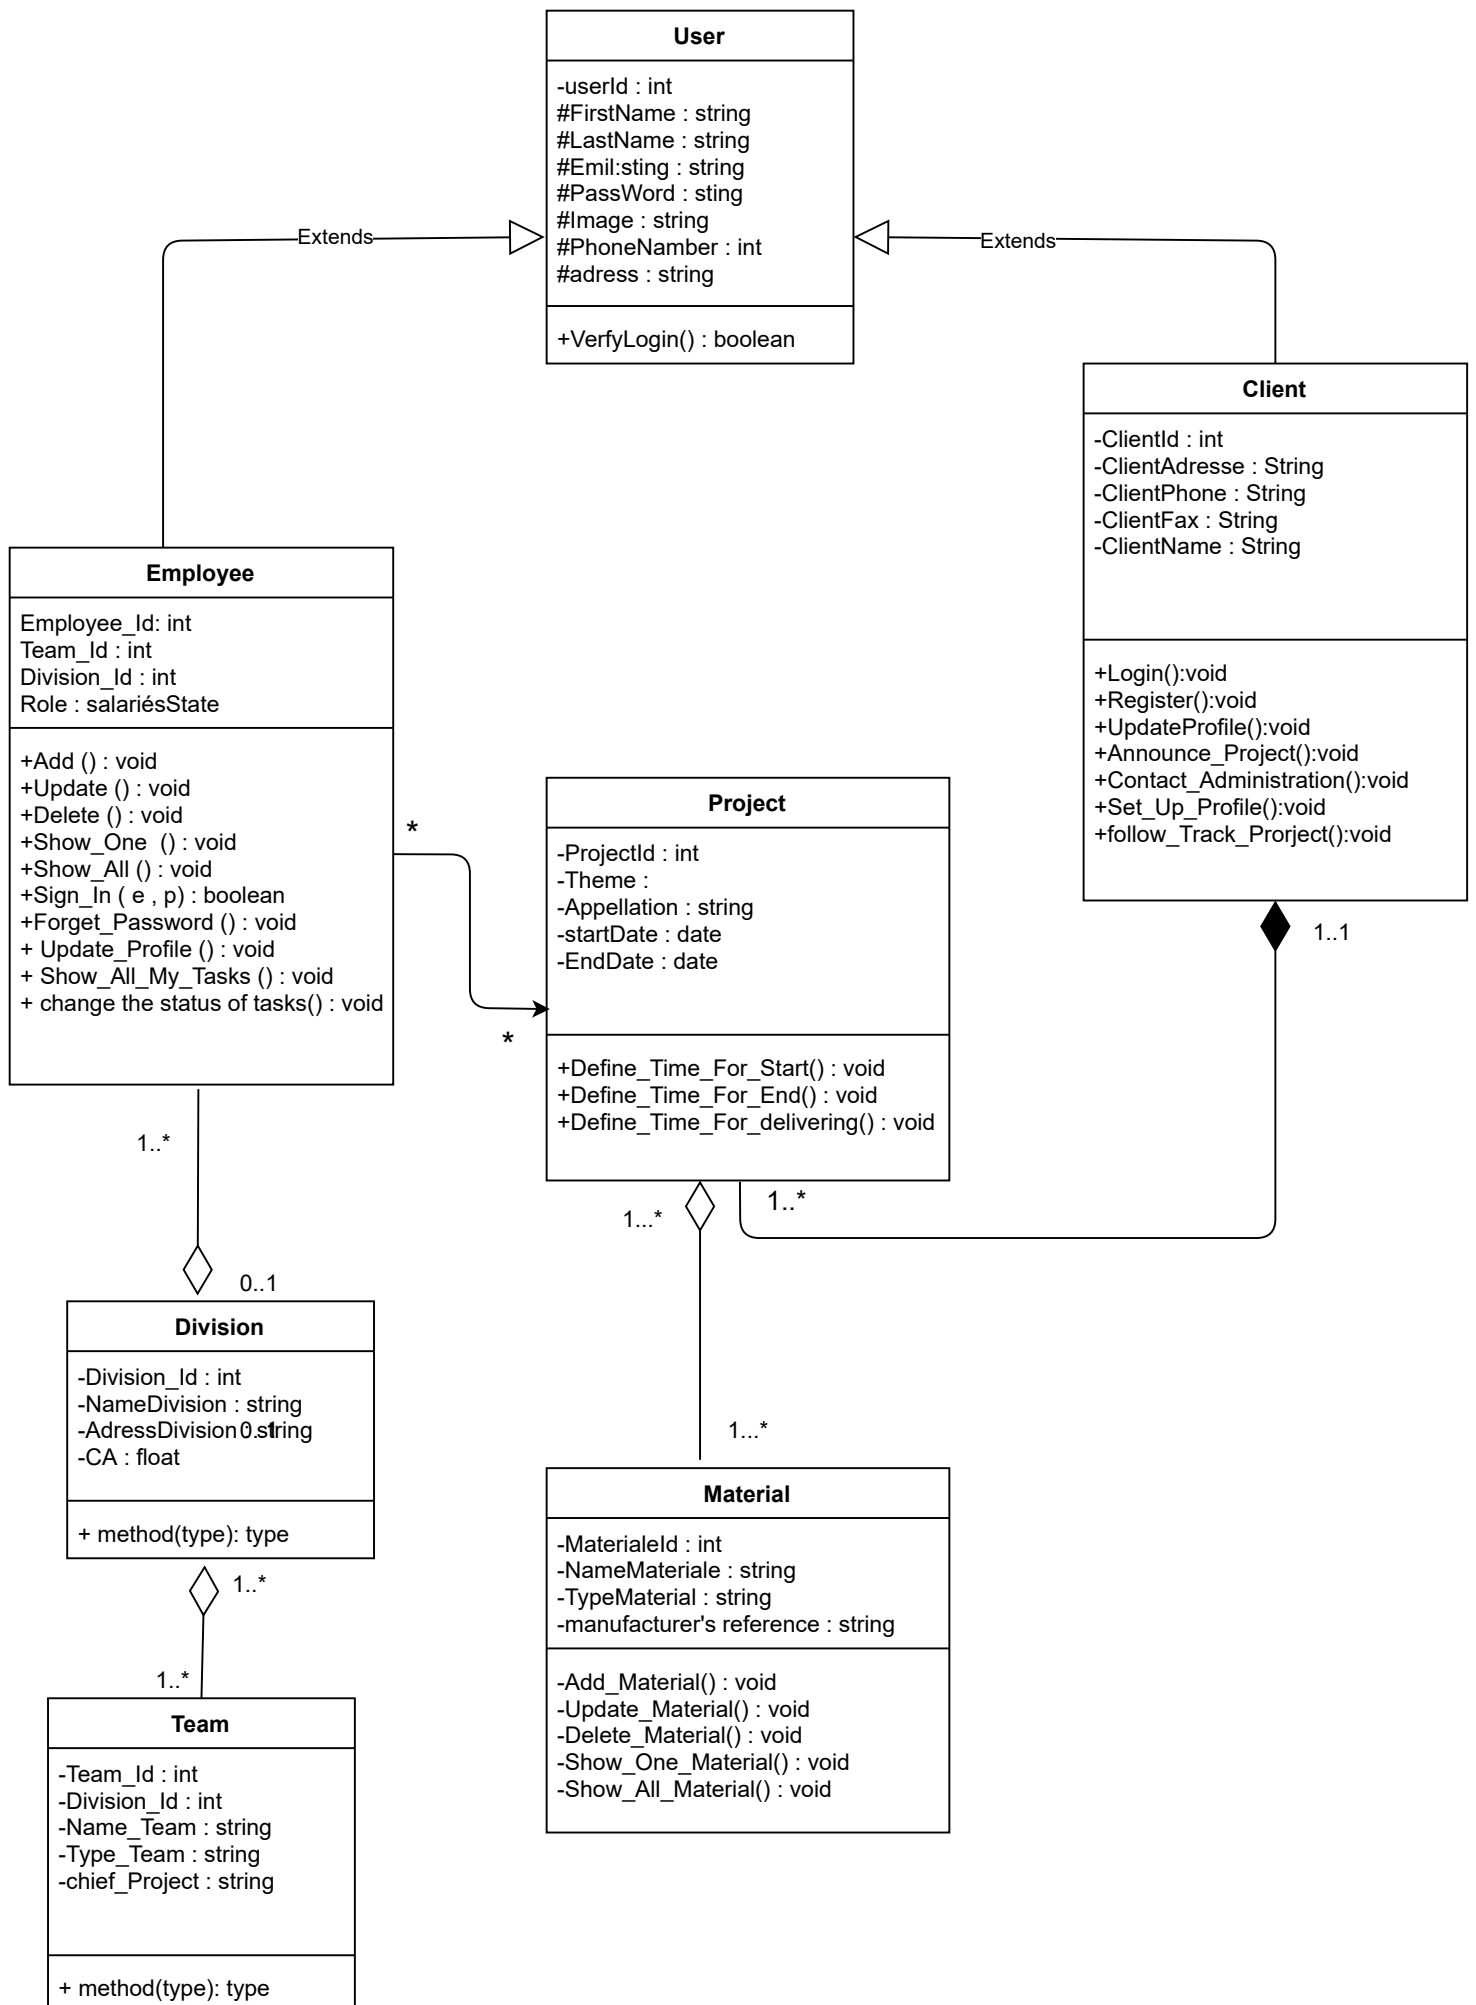 User
-userId : int
#FirstName : string
#LastName : string
#Emil:sting : string
#PassWord : sting
#Image : string
#PhoneNamber : int
#adress : string
+VerfyLogin() : boolean
Extends
Extends
Client
-ClientId : int
-ClientAdresse : String
-ClientPhone : String
-ClientFax : String
-ClientName : String
+Login():void
+Register():void
+UpdateProfile():void
+Announce_Project():void
+Contact_Administration():void
+Set_Up_Profile():void
+follow_Track_Prorject():void
1..1
Employee
Employee_Id: int
Team_Id : int
Division_Id : int
Role : salariésState
+Add () : void
+Update () : void
+Delete () : void
+Show_One  () : void
+Show_All () : void
+Sign_In ( e , p) : boolean
+Forget_Password () : void
+ Update_Profile () : void
+ Show_All_My_Tasks () : void
+ change the status of tasks() : void
*
*
Project
-ProjectId : int
-Theme :
-Appellation : string
-startDate : date
-EndDate : date
+Define_Time_For_Start() : void
+Define_Time_For_End() : void
+Define_Time_For_delivering() : void
1...*
1..*
1..*
0..1
Division
-Division_Id : int
-NameDivision : string
-AdressDivision : string
0..1
-CA : float
+ method(type): type
1..*
1..*
1...*
Material
-MaterialeId : int
-NameMateriale : string
-TypeMaterial : string
-manufacturer's reference : string
-Add_Material() : void
-Update_Material() : void
-Delete_Material() : void
-Show_One_Material() : void
-Show_All_Material() : void
Team
-Team_Id : int
-Division_Id : int
-Name_Team : string
-Type_Team : string
-chief_Project : string
+ method(type): type